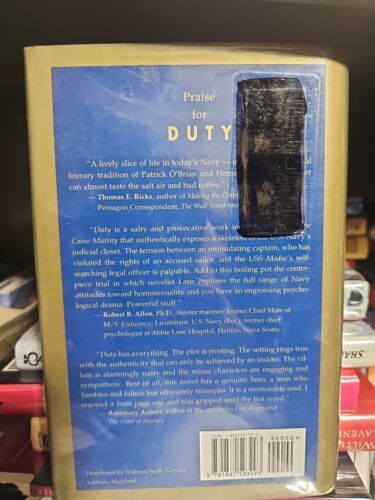 Praise
for
DUTY
"A lively slice of life in today's Navy — i al
literary tradition of Patrick O'Brian and Herm er
can almost taste the salt air and bad coffee."
— Thomas E. Ricks, author of Making the Corp
Pentagon Correspondent, The Wall Street Jour
Duty is a salty and provocative work in
Caine Mutiny that authentically exposes a skeleton in the U.S. Navy's
judicial closet. The tension between an intimidated captain, who has
violated the rights of an accused sailor, and the USS Madoc's self-
searching legal officer is palpable. Add to this boiling pot the center-
piece trial in which novelist Lane explores the full range of Navy
attitudes toward homosexuality and you have an engrossing psycho-
logical drama. Powerful stuff."
— Robert B. Allen, Ph.D., master mariner; former Chief Mate of
M/V Endurance; Lieutenant, U.S. Navy (Ret.); former chief
psychologist at Abbie Lane Hospital, Halifax, Nova Scotia
"Duty has everything. The plot is riveting. The setting rings true
with the authenticity that can only be achieved by an insider. The vil-
lain is alarmingly nasty and the minor characters are engaging and
sympathetic. Best of all, this novel has a genuine hero, a man who
fumbles and falters but ultimately triumphs. It is a memorable read. I
enjoyed it from page one and was gripped until the last word."
— Rosemary Aubert, author of the mysteries Free Reign and
The Feast of Stephen
90000>
9 781882 593293
Distributed by National Book Network
Lanham, Maryland